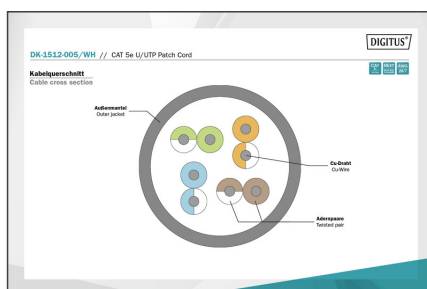 DIGITUS®
DK-1512-005/WH // CAT 5e U/UTP Patch Cord
Kabelquerschnitt
Cable cross section
Außenmantel
Outer jacket
Cu-Draht
Cu-Wire
Adernpaare
Twisted pair